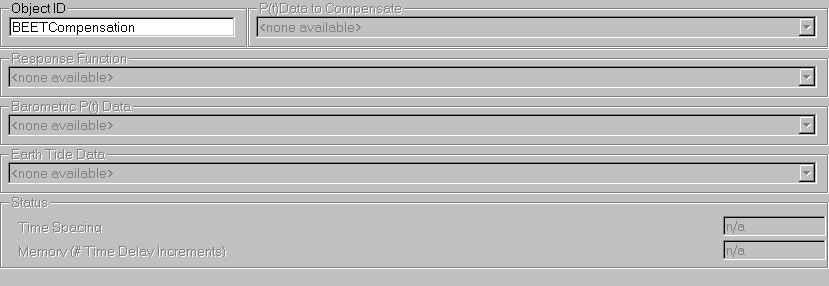 Object ID
P(t)Data to Compensate
BEETCompensation
<none available>
Response Function
<none available>
Barometric P(t) Data
<none available>
Earth Tide Data
<none available>
Status
Time Spacing
n/a
Memory (# Time Delay Increments)
n/a